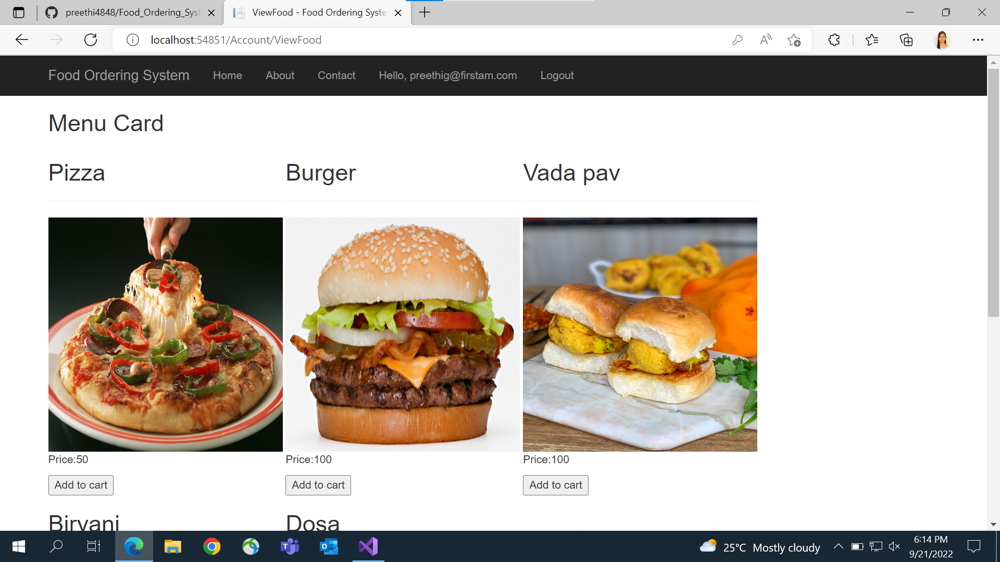 preethi4848/Food_Ordering_Syst
ViewFood - Food Ordering Syste
localhost:54851/Account/ViewFood
Food Ordering System
Home
About
Contact
Hello, preethig@firstam.com
Logout
Menu Card
Pizza
Burger
Vada pav
Price:50
Price:100
Price:100
Add to cart
Add to cart
Add to cart
Biryani
Dosa
25°C Mostly cloudy
6:14 PM
9/21/2022